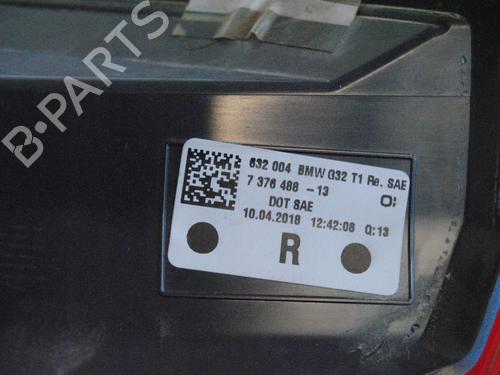 B-PARTS
632 004 BMW G32 T1 Re. SAE
7 376 488 -13
DOT SAE
10.04.2018 12:42:08 Q:13
R